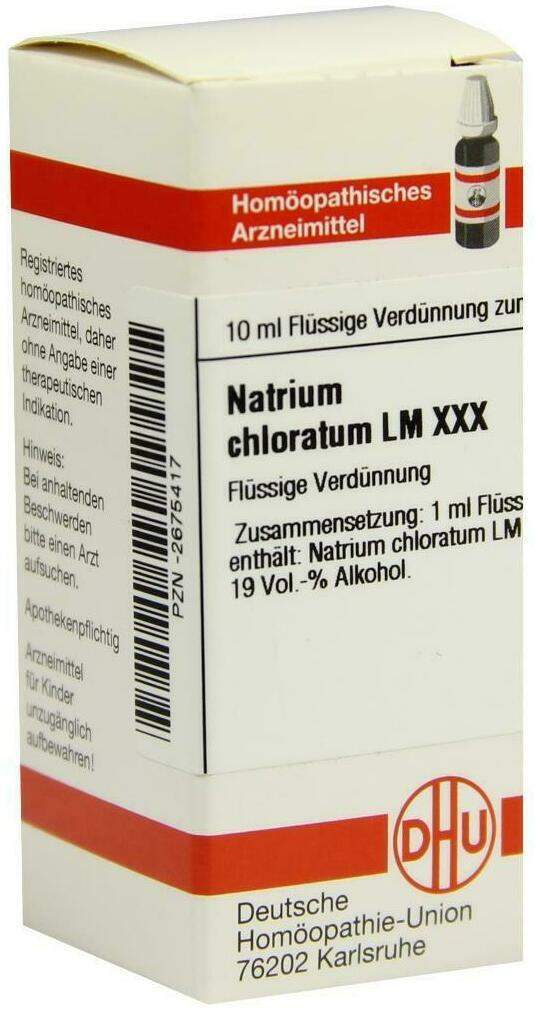 Homöopathisches
Arzneimittel
10 ml Flüssige Verdünnung zur
Natrium
chloratum LM XXX
Flüssige Verdünnung
Zusammensetzung: 1 ml Flüss
enthält: Natrium chloratum LM
19 Vol.-% Alkohol.
DHU
Deutsche
Homöopathie-Union
76202 Karlsruhe
Registriertes
homöopathisches
Arzneimittel, daher
ohne Angabe einer
therapeutischen
Indikation.
Hinweis:
Bei anhaltenden
Beschwerden
bitte einen Arzt
aufsuchen.
Apothekenpflichtig
Arzneimittel
für Kinder
unzugänglich
aufbewahren!
PZN -2675417